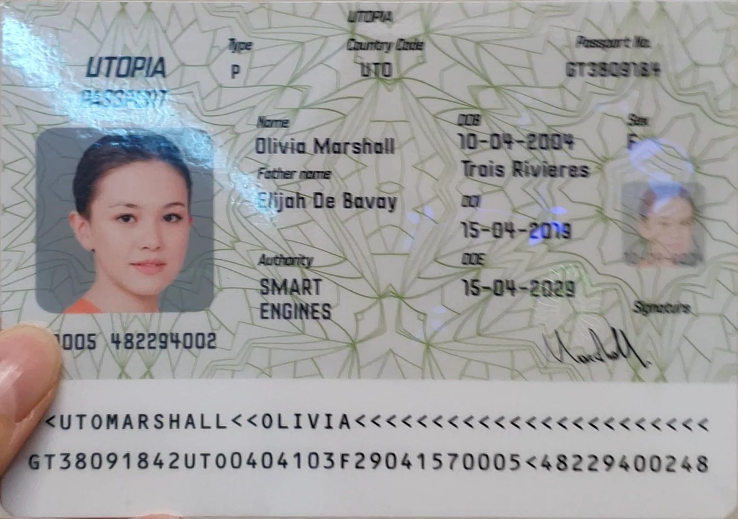 UTOPIA
Type
Country Code
Passport No.
UTOPIA
P
UTO
GT3809184
PASSPORT
Name
DOB
Sex
Olivia Marshall
10-04-2004
F
Father name
Trois Rivieres
Elijah De Bavay
DOI
15-04-2019
Authority
DOE
SMART
15-04-2029
ENGINES
Signature
005 482294002
<UTOMARSHALL<<OLIVIA<<<<<<<<<<<<<<<<<<<<<<<<
GT38091842UTO0404103F29041570005<48229400248